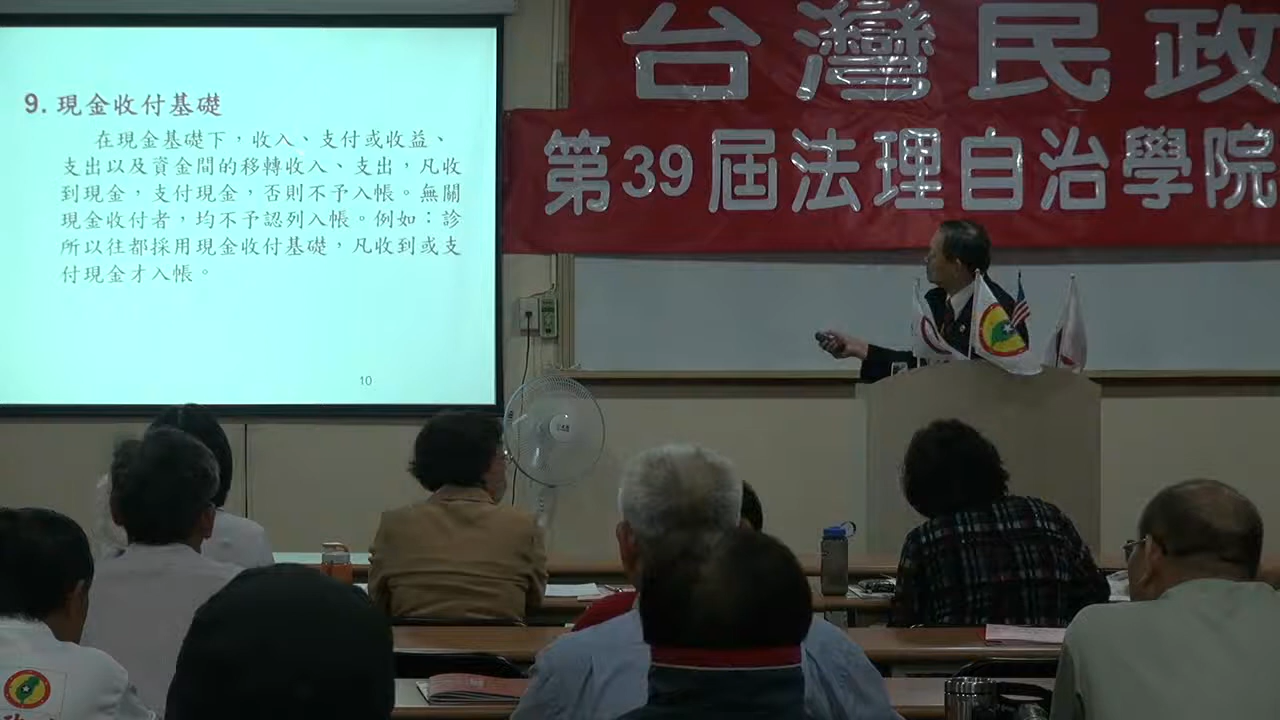 9. 現金收付基礎
在現金基礎下，收入、支付或收益、
支出以及資金間的移轉收入、支出，凡收
到現金，支付現金，否則不予入帳。無關
現金收付者，均不予認列入帳。例如：診
所以往都採用現金收付基礎，凡收到或支
付現金才入帳。
10
台灣民政
第39屆法理自治學院